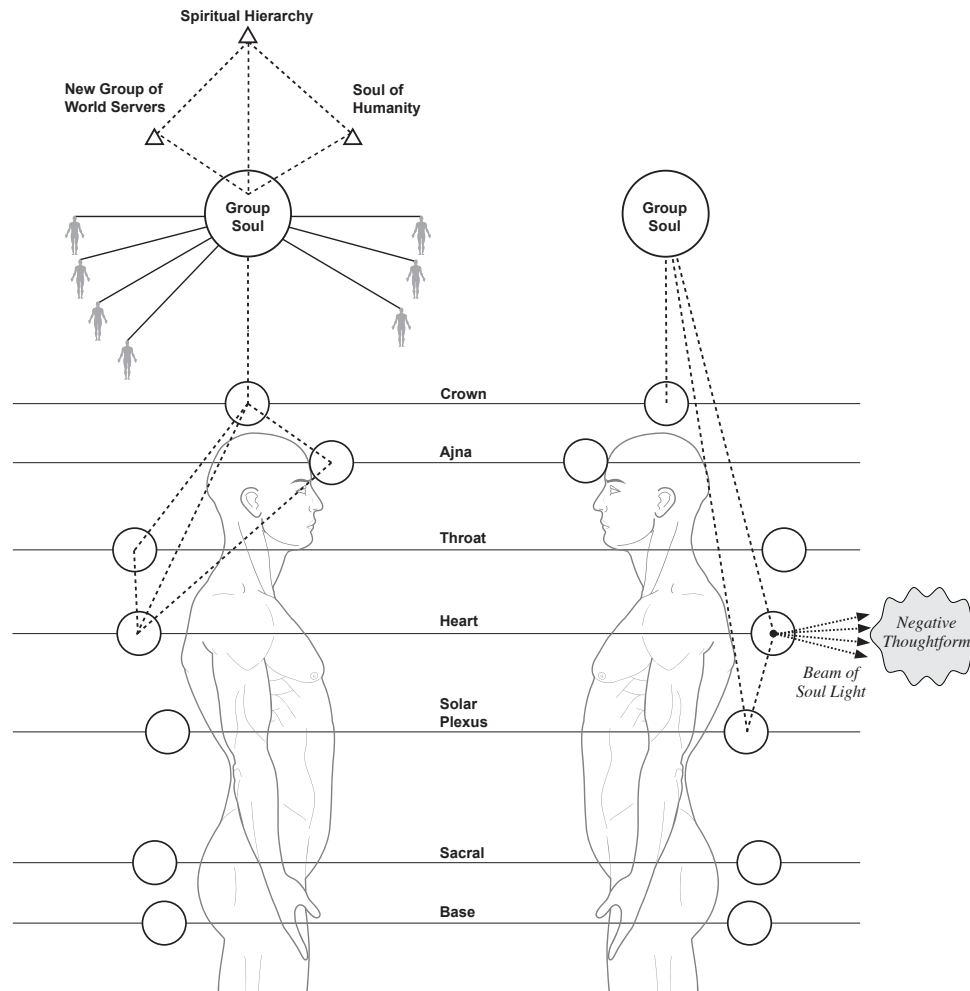 Spiritual Hierarchy
New Group of
World Servers
Soul of
Humanity
Group
Soul
Group
Soul
Crown
Ajna
Throat
Heart
Negative
Thoughtform
Beam of
Soul Light
Solar
Plexus
Sacral
Base